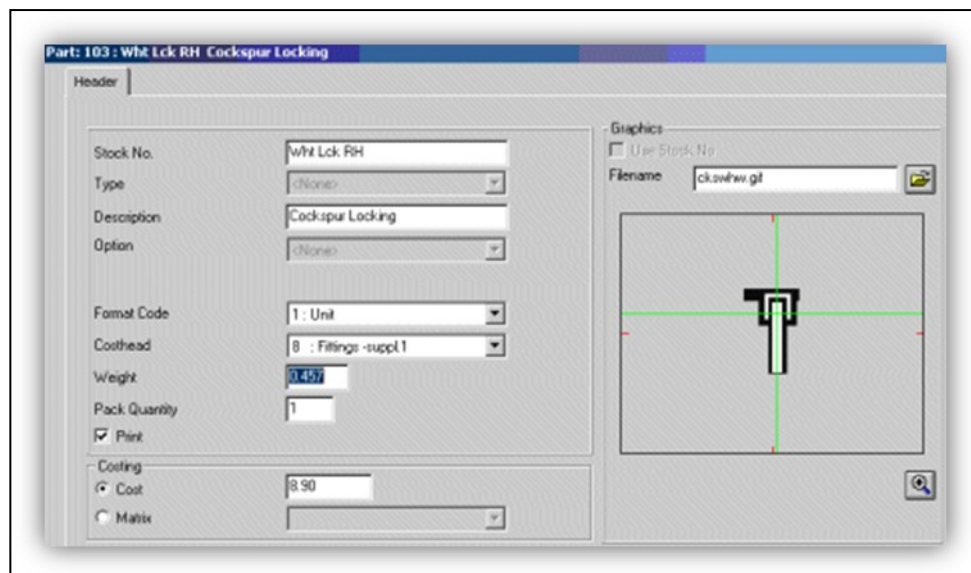 Part: 103 : Wht Lck RH Cockspur Locking
Header
Stock No. Wht Lck RH
Type <None>
Description Cockspur Locking
Option <None>
Format Code 1 : Unit
Costhead 8 : Fittings -suppl.1
Weight 0.457
Pack Quantity 1
Print
Costing
Cost 8.90
Matrix
Graphics
Use Stock No
Filename ckswhw.gif